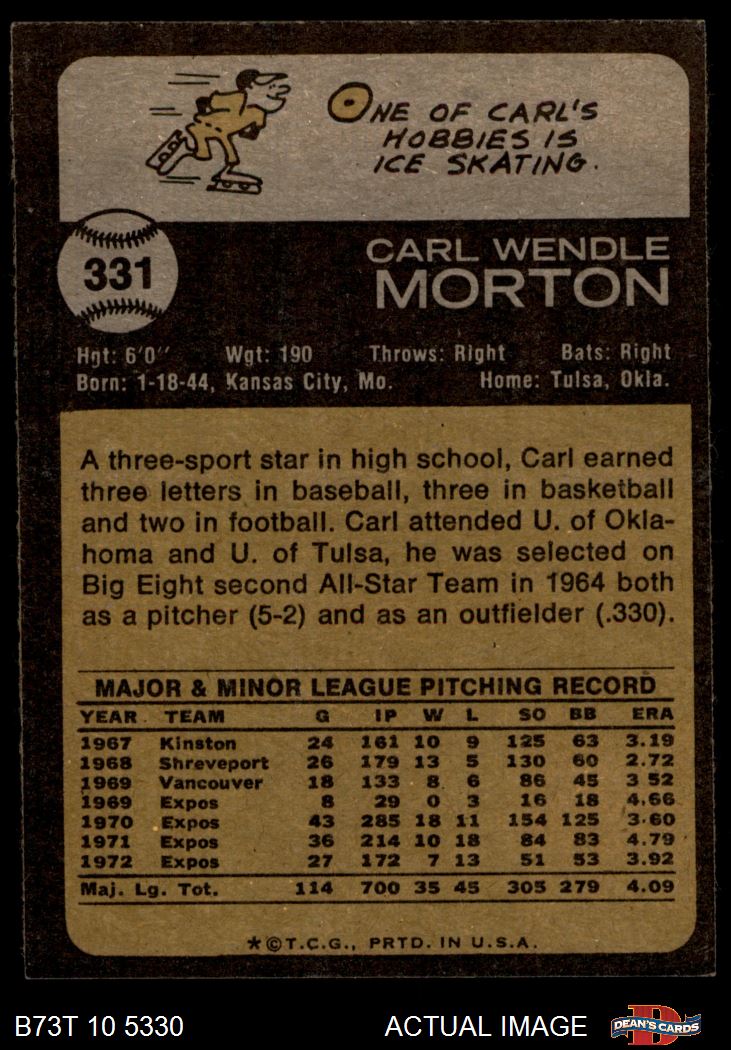 ONE OF CARL'S
HOBBIES IS
ICE SKATING.
331
CARL WENDLE
MORTON
Hgt: 6'0" Wgt: 190 Throws: Right Bats: Right
Born: 1-18-44, Kansas City, Mo. Home: Tulsa, Okla.
A three-sport star in high school, Carl earned
three letters in baseball, three in basketball
and two in football. Carl attended U. of Okla-
homa and U. of Tulsa, he was selected on
Big Eight second All-Star Team in 1964 both
as a pitcher (5-2) and as an outfielder (.330).
MAJOR & MINOR LEAGUE PITCHING RECORD
YEAR TEAM G IP W L SO BB ERA
1967 Kinston 24 161 10 9 125 63 3.19
1968 Shreveport 26 179 13 5 130 60 2.72
1969 Vancouver 18 133 8 6 86 45 3 52
1969 Expos 8 29 0 3 16 18 4.66
1970 Expos 43 285 18 11 154 125 3.60
1971 Expos 36 214 10 18 84 83 4.79
1972 Expos 27 172 7 13 51 53 3.92
Maj. Lg. Tot. 114 700 35 45 305 279 4.09
★©T.C.G., PRTD. IN U.S.A.
B73T 10 5330 ACTUAL IMAGE D DEAN'S CARDS